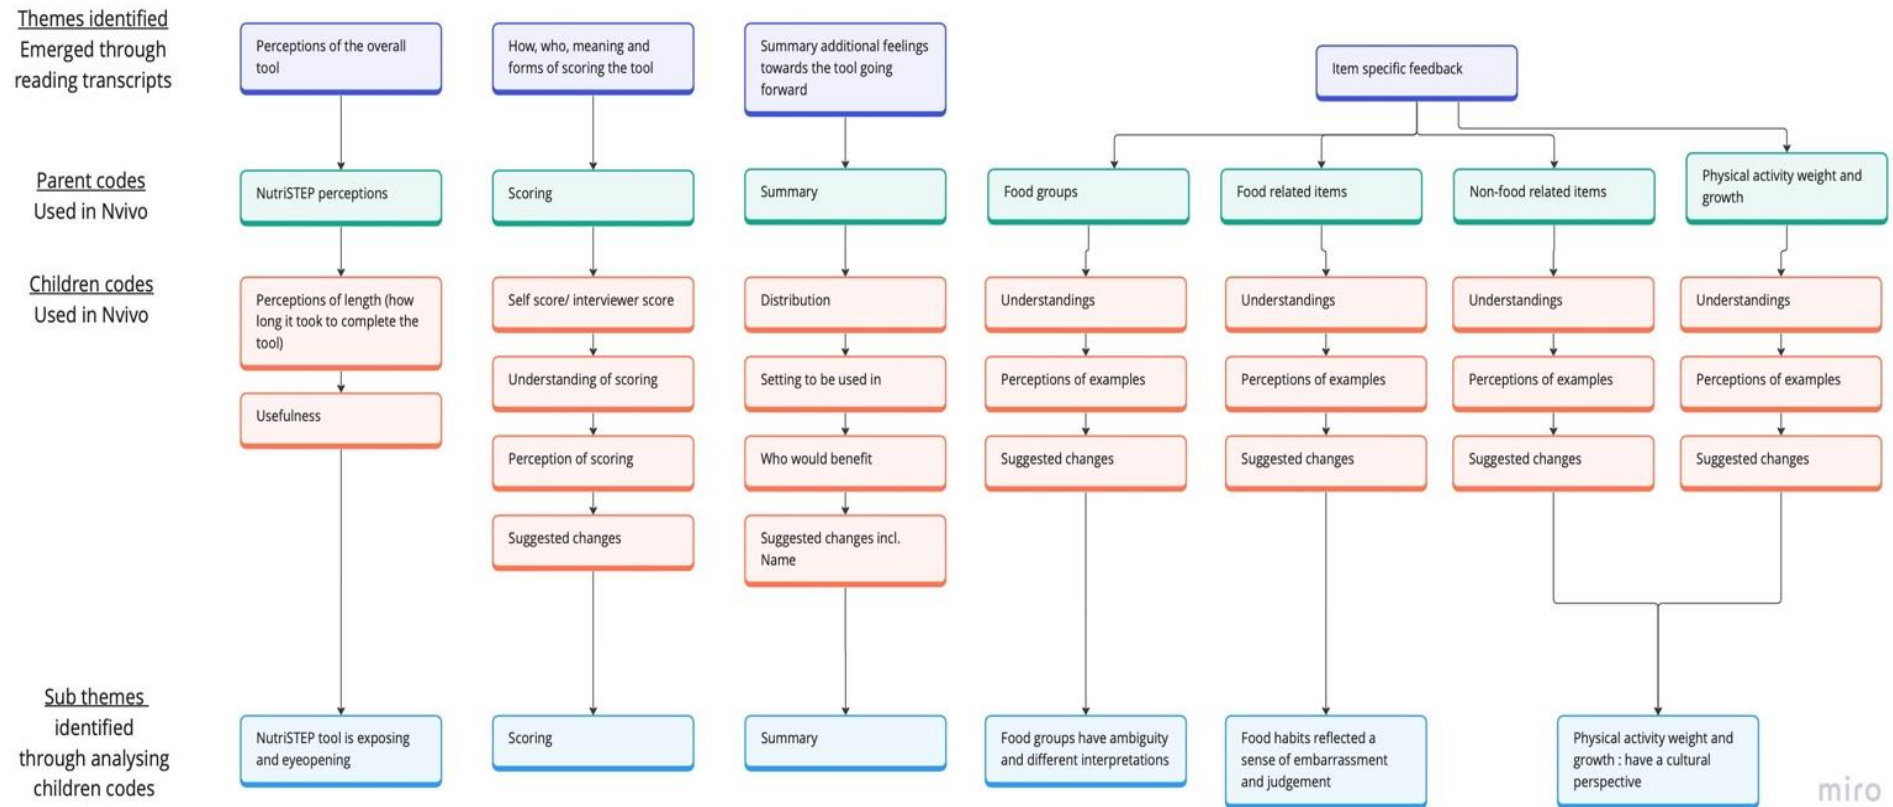 Themes identified
Emerged through
reading transcripts
Perceptions of the overall
tool
How, who, meaning and
forms of scoring the tool
Summary additional feelings
towards the tool going
forward
Item specific feedback
Parent codes
Used in Nvivo
NutriSTEP perceptions
Scoring
Summary
Food groups
Food related items
Non-food related items
Physical activity weight and
growth
Children codes
Used in Nvivo
Perceptions of length (how
long it took to complete the
tool)
Usefulness
Self score/ interviewer score
Understanding of scoring
Perception of scoring
Suggested changes
Distribution
Setting to be used in
Who would benefit
Suggested changes incl.
Name
Understandings
Perceptions of examples
Suggested changes
Understandings
Perceptions of examples
Suggested changes
Understandings
Perceptions of examples
Suggested changes
Understandings
Perceptions of examples
Suggested changes
Sub themes
identified
through analysing
children codes
NutriSTEP tool is exposing
and eyeopening
Scoring
Summary
Food groups have ambiguity
and different interpretations
Food habits reflected a
sense of embarrassment
and judgement
Physical activity weight and
growth : have a cultural
perspective
miro